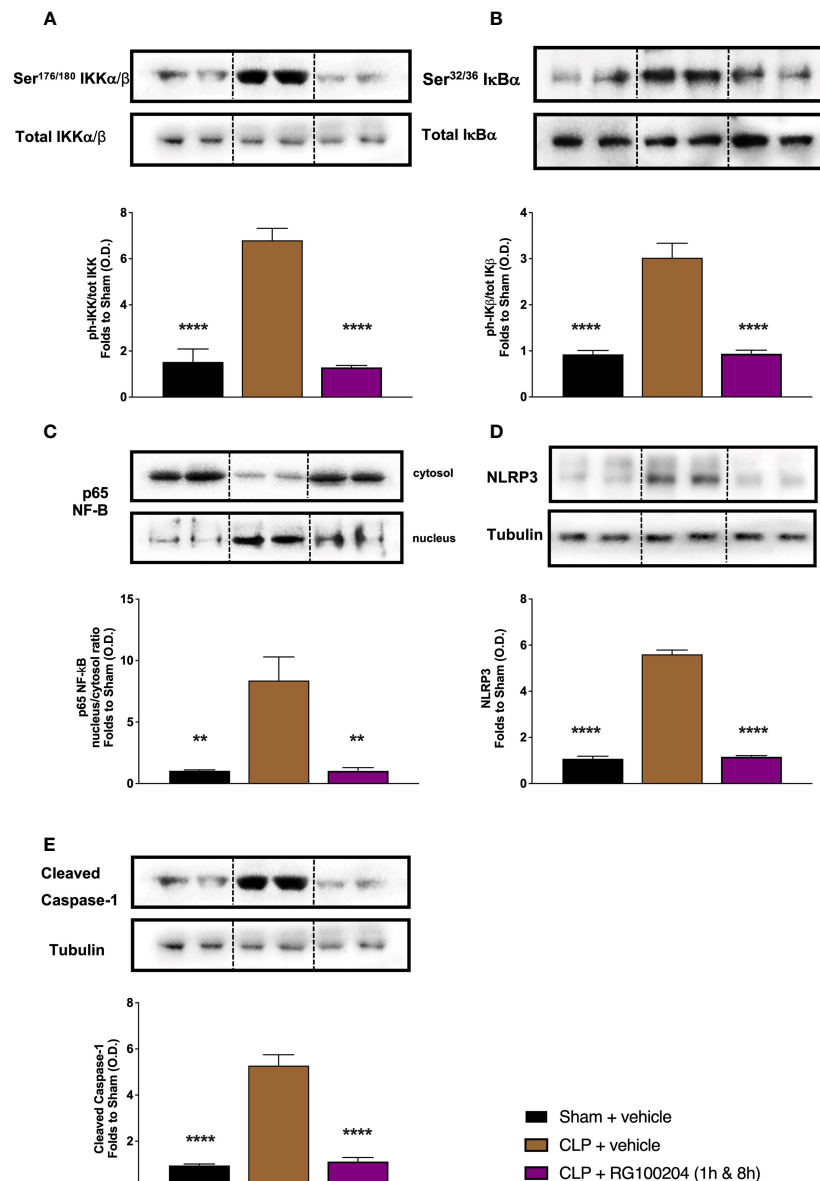 A
Ser176/180 IKKα/β
Total IKKα/β
8
6
4
2
0
ph-IKK/tot IKK
Folds to Sham (O.D.)
****
****
B
Ser32/36 IκBα
Total IκBα
4
3
2
1
0
ph-IKβ/tot IKβ
Folds to Sham (O.D.)
****
****
C
p65
NF-B
cytosol
nucleus
15
10
5
0
p65 NF-kB
nucleus/cytosol ratio
Folds to Sham (O.D.)
**
**
D
NLRP3
Tubulin
8
6
4
2
0
NLRP3
Folds to Sham (O.D.)
****
****
E
Cleaved
Caspase-1
Tubulin
8
6
4
2
Cleaved Caspase-1
Folds to Sham (O.D.)
****
****
Sham + vehicle
CLP + vehicle
CLP + RG100204 (1h & 8h)